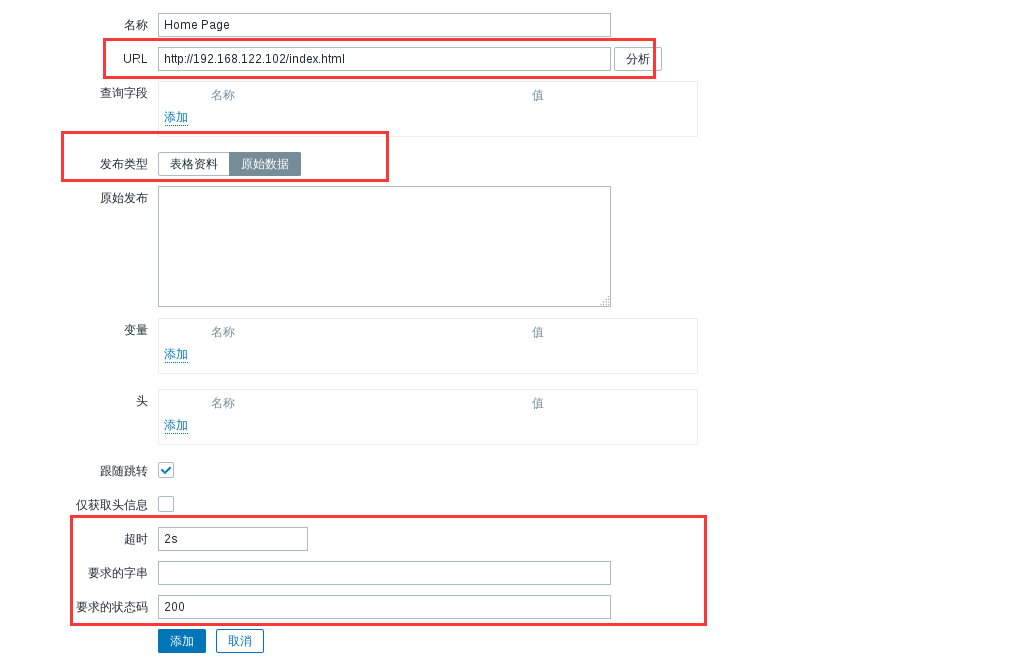 名称 Home Page
URL http://192.168.122.102/index.html 分析
查询字段 名称 值
添加
发布类型 表格资料 原始数据
原始发布
变量 名称 值
添加
头 名称 值
添加
跟随跳转
仅获取头信息
超时 2s
要求的字串
要求的状态码 200
添加 取消